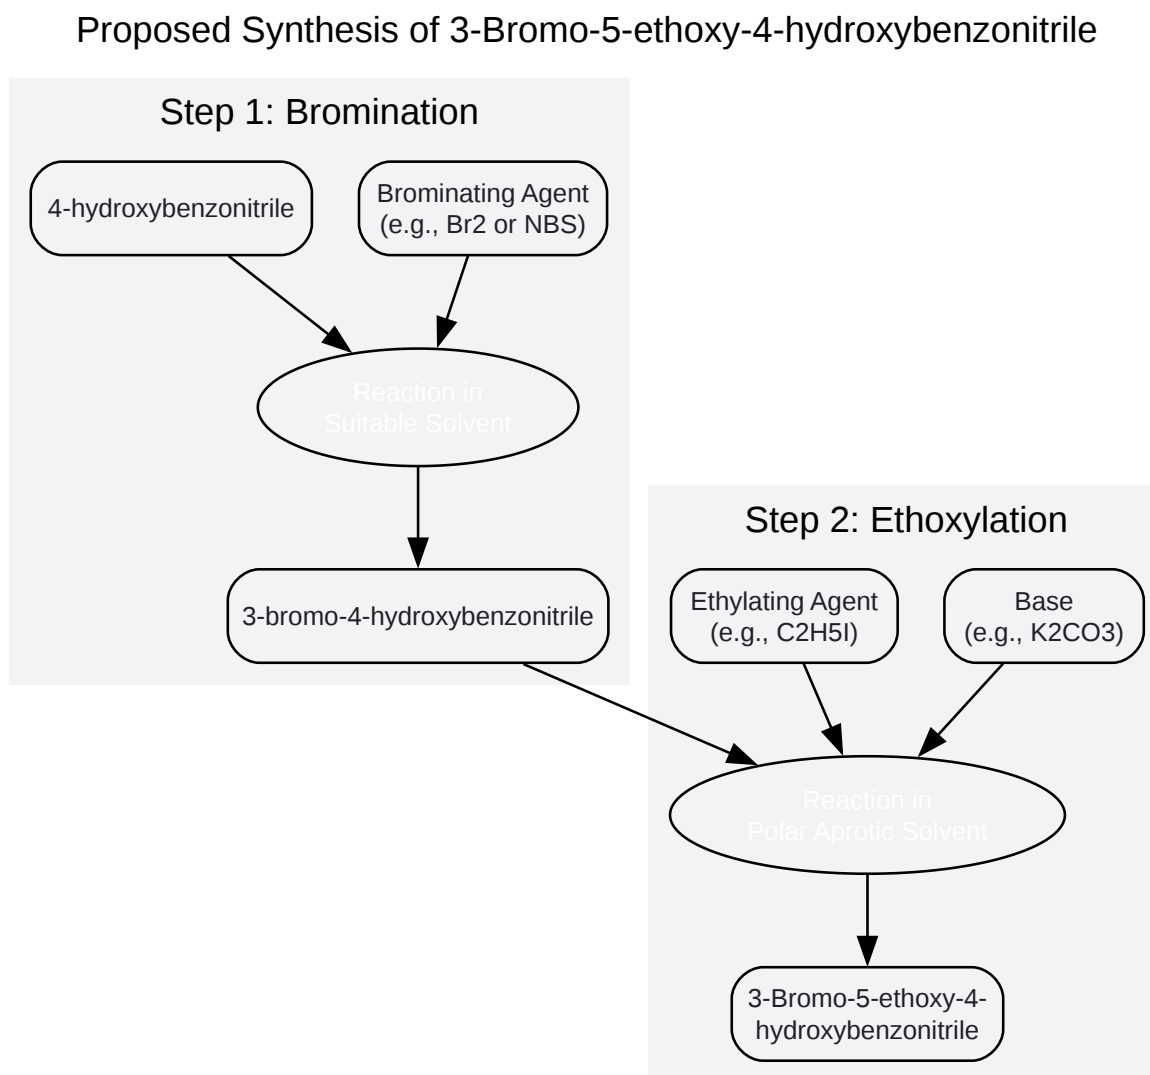 Proposed Synthesis of 3-Bromo-5-ethoxy-4-hydroxybenzonitrile
Step 1: Bromination
4-hydroxybenzonitrile
Brominating Agent
(e.g., Br2 or NBS)
Reaction in
Suitable Solvent
3-bromo-4-hydroxybenzonitrile
Step 2: Ethoxylation
Ethylating Agent
(e.g., C2H5I)
Base
(e.g., K2CO3)
Reaction in
Polar Aprotic Solvent
3-Bromo-5-ethoxy-4-
hydroxybenzonitrile